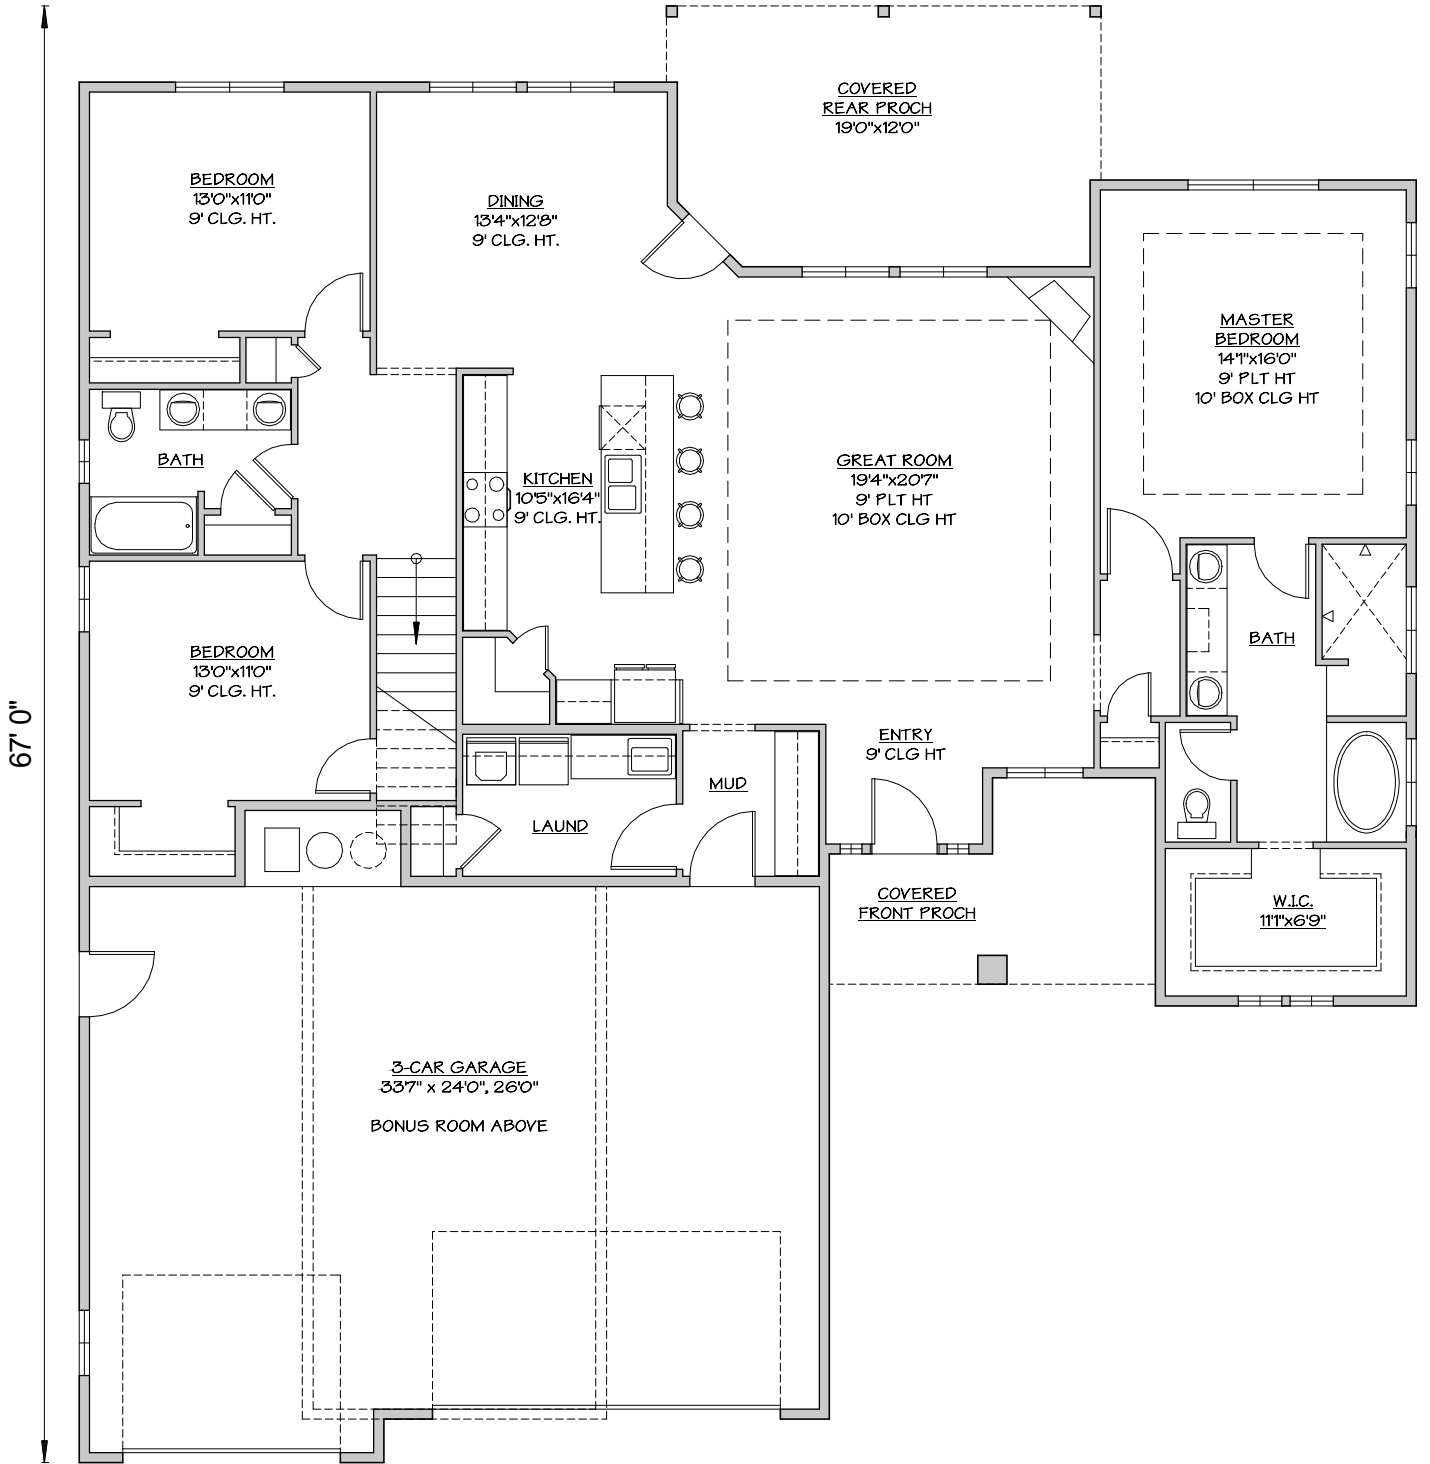 COVERED
REAR PROCH
19'0"x12'0"
BEDROOM
13'0"x11'0"
9' CLG. HT.
DINING
13'4"x12'8"
9' CLG. HT.
MASTER
BEDROOM
14'1"x16'0"
9' PLT HT
10' BOX CLG HT
BATH
KITCHEN
10'5"x16'4"
9' CLG. HT.
GREAT ROOM
19'4"x20'7"
9' PLT HT
10' BOX CLG HT
BEDROOM
13'0"x11'0"
9' CLG. HT.
BATH
67' 0"
ENTRY
9' CLG HT
MUD
LAUND
COVERED
FRONT PROCH
W.I.C.
11'1"x6'9"
3-CAR GARAGE
33'7" x 24'0", 26'0"
BONUS ROOM ABOVE